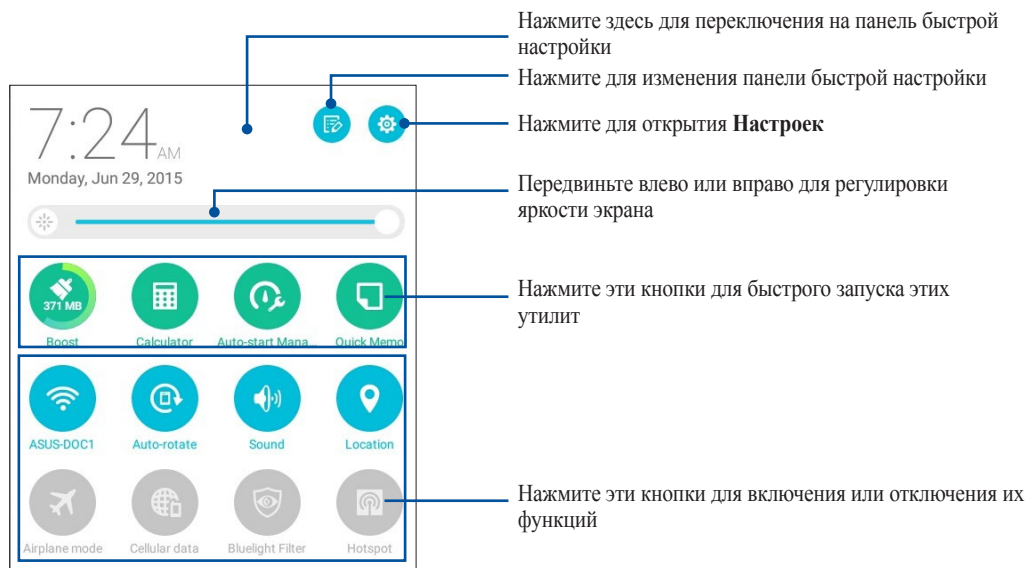 Нажмите здесь для переключения на панель быстрой
настройки
Нажмите для изменения панели быстрой настройки
Нажмите для открытия Настроек
Передвиньте влево или вправо для регулировки
яркости экрана
Нажмите эти кнопки для быстрого запуска этих
утилит
Нажмите эти кнопки для включения или отключения их
функций
7:24 AM
Monday, Jun 29, 2015
371 MB
Boost Calculator Auto-start Mana... Quick Memo
ASUS-DOC1 Auto-rotate Sound Location
Airplane mode Cellular data Bluelight Filter Hotspot